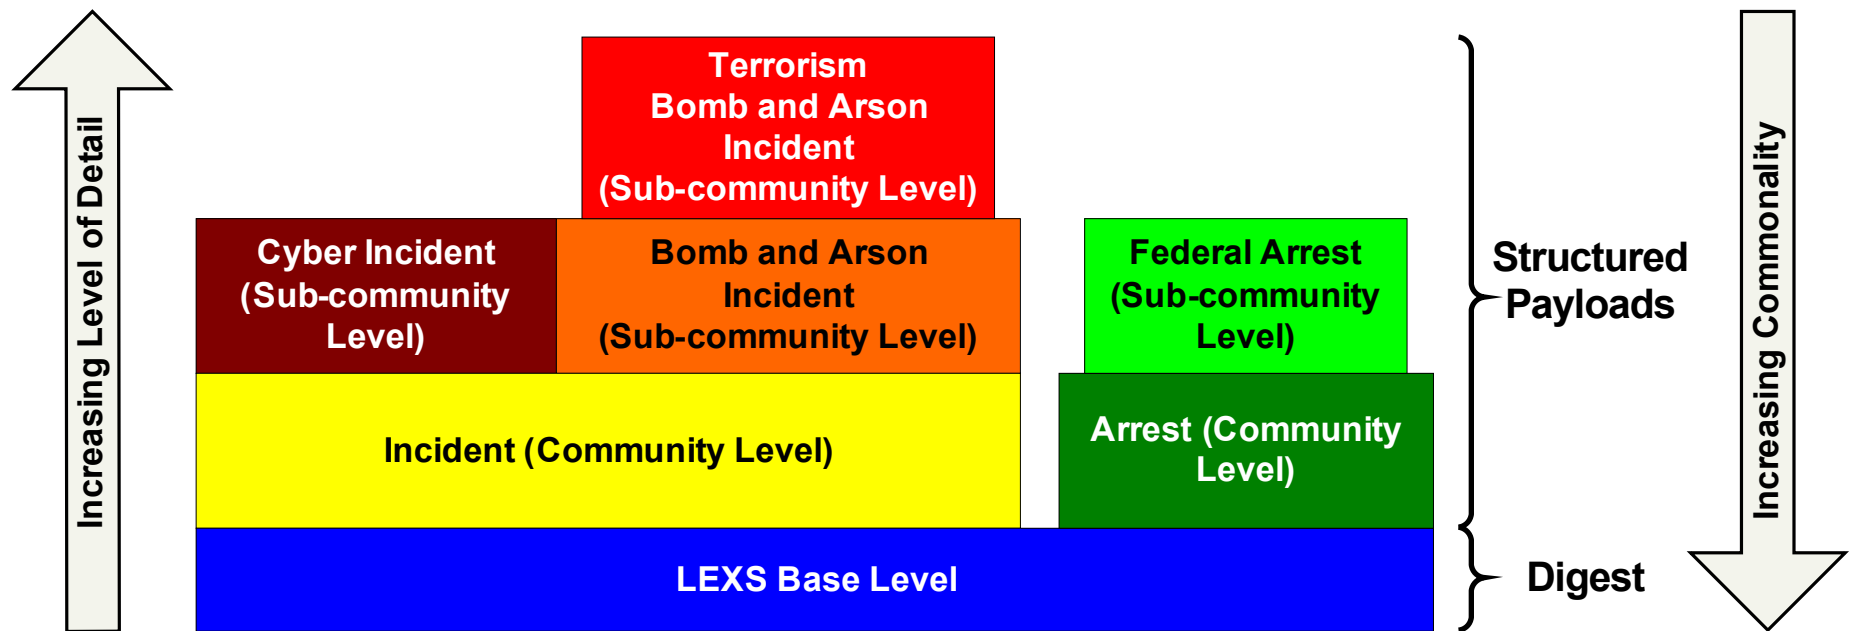 Increasing Level of Detail
Terrorism
Bomb and Arson
Incident
(Sub-community Level)
Cyber Incident
(Sub-community
Level)
Bomb and Arson
Incident
(Sub-community Level)
Federal Arrest
(Sub-community
Level)
Incident (Community Level)
Arrest (Community
Level)
LEXS Base Level
Structured
Payloads
Digest
Increasing Commonality